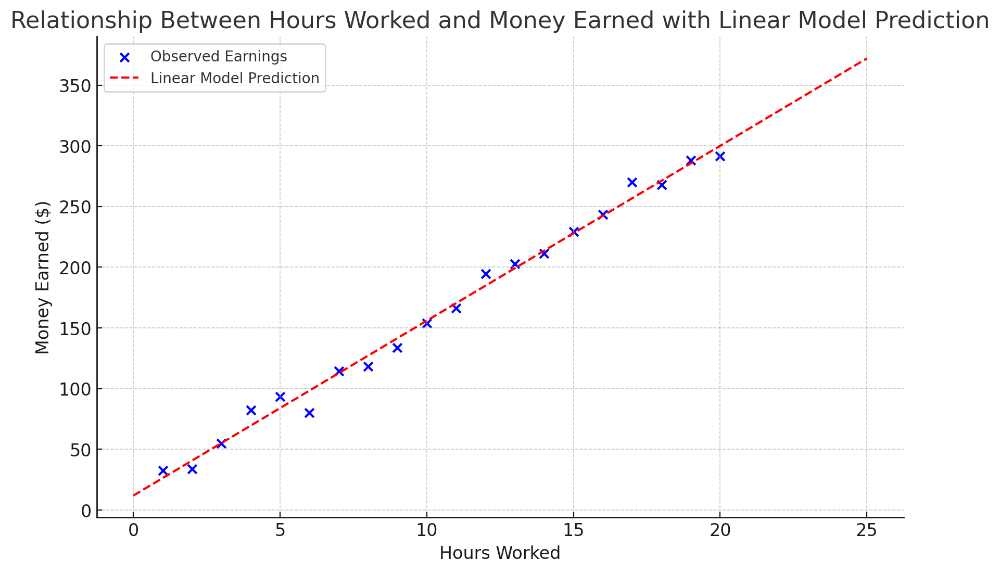 Relationship Between Hours Worked and Money Earned with Linear Model Prediction
Observed Earnings
Linear Model Prediction
Money Earned ($)
350
300
250
200
150
100
50
0
0 5 10 15 20 25
Hours Worked